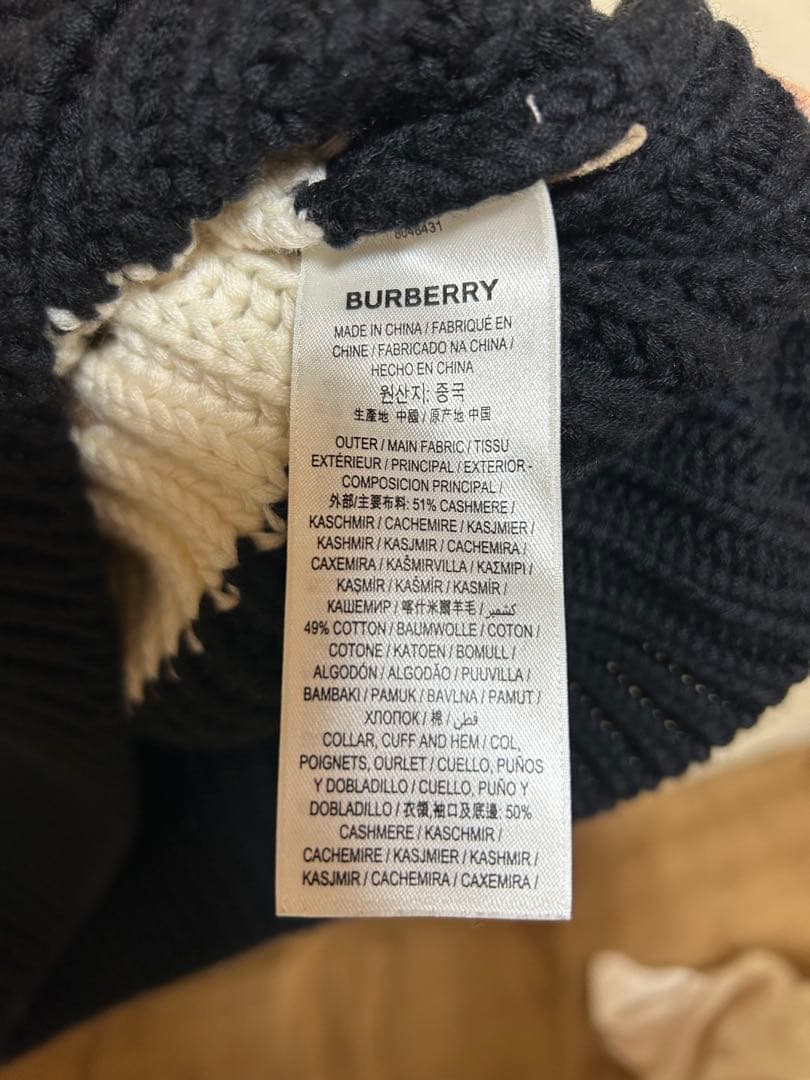 8046431
BURBERRY
MADE IN CHINA / FABRIQUÉ EN
CHINE / FABRICADO NA CHINA /
HECHO EN CHINA
원산지: 중국
生產地 中國 / 原产地 中国
OUTER / MAIN FABRIC / TISSU
EXTÉRIEUR / PRINCIPAL / EXTERIOR -
COMPOSICION PRINCIPAL /
外部/主要布料: 51% CASHMERE /
KASCHMIR / CACHEMIRE / KASJMIER /
KASHMIR / KASJMIR / CACHEMIRA /
CAXEMIRA / KAŠMIRVILLA / ΚΑΣΜΙΡΙ /
KAŞMİR / KAŠMÍR / KASMÍR /
КАШЕМИР / 喀什米爾羊毛 / كشمير /
49% COTTON / BAUMWOLLE / COTON /
COTONE / KATOEN / BOMULL /
ALGODÓN / ALGODÃO / PUUVILLA /
BAMBAKI / PAMUK / BAVLNA / PAMUT /
ХЛОПОК / 棉 / قطن /
COLLAR, CUFF AND HEM / COL,
POIGNETS, OURLET / CUELLO, PUÑOS
Y DOBLADILLO / CUELLO, PUÑO Y
DOBLADILLO / 衣領,袖口及底邊: 50%
CASHMERE / KASCHMIR /
CACHEMIRE / KASJMIER / KASHMIR /
KASJMIR / CACHEMIRA / CAXEMIRA /